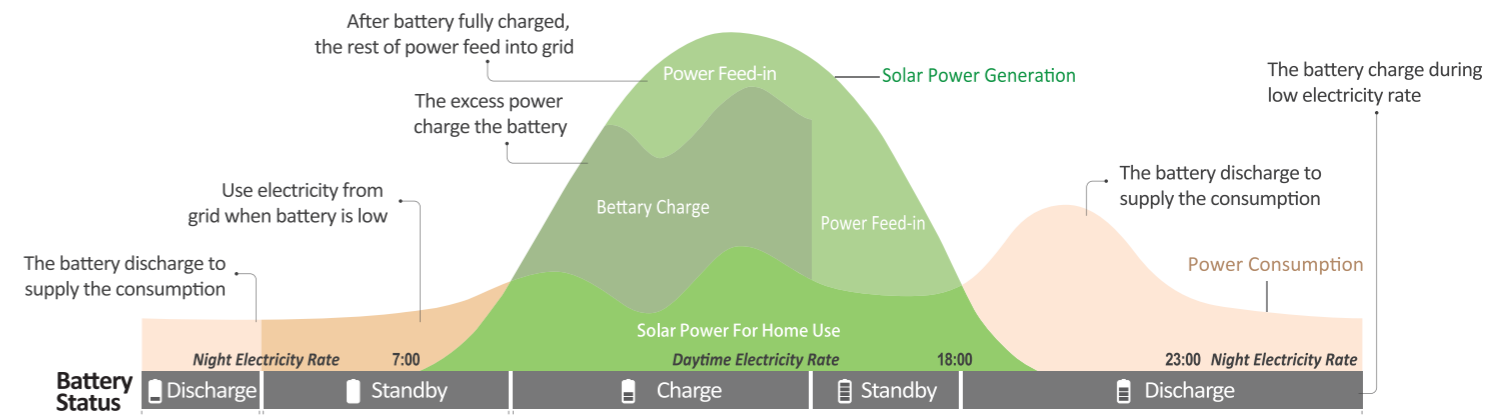 After battery fully charged,
the rest of power feed into grid
Power Feed-in
Solar Power Generation
The battery charge during
low electricity rate
The excess power
charge the battery
Use electricity from
grid when battery is low
Bettary Charge
Power Feed-in
The battery discharge to
supply the consumption
The battery discharge to
supply the consumption
Power Consumption
Solar Power For Home Use
Night Electricity Rate 7:00 Daytime Electricity Rate 18:00 23:00 Night Electricity Rate
Battery
Status
Discharge Standby Charge Standby Discharge